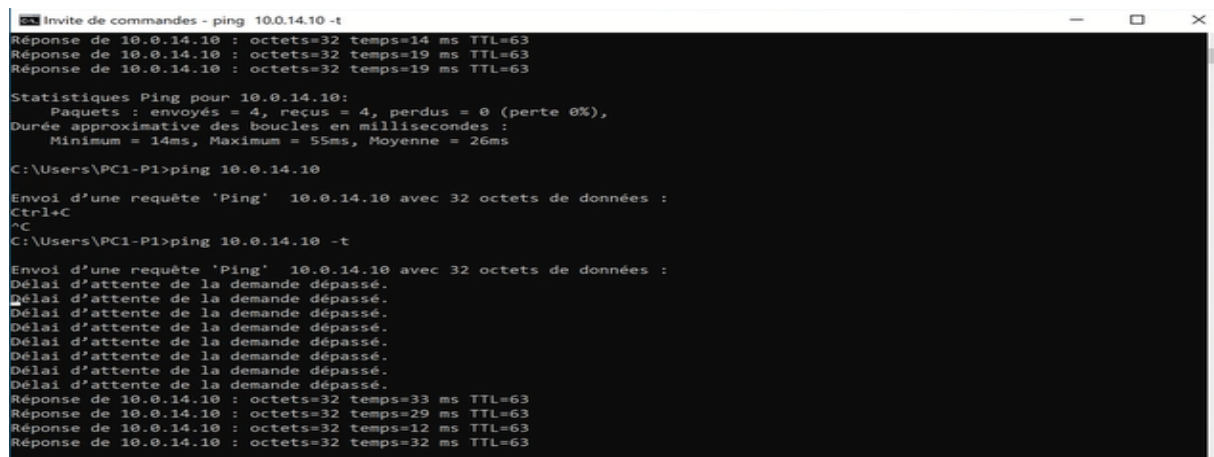 Invite de commandes - ping 10.0.14.10 -t
Réponse de 10.0.14.10 : octets=32 temps=14 ms TTL=63
Réponse de 10.0.14.10 : octets=32 temps=19 ms TTL=63
Réponse de 10.0.14.10 : octets=32 temps=19 ms TTL=63
Statistiques Ping pour 10.0.14.10:
Paquets : envoyés = 4, reçus = 4, perdus = 0 (perte 0%),
Durée approximative des boucles en millisecondes :
Minimum = 14ms, Maximum = 55ms, Moyenne = 26ms
C:\Users\PC1-P1>ping 10.0.14.10
Envoi d'une requête 'Ping'  10.0.14.10 avec 32 octets de données :
Ctrl+C
^C
C:\Users\PC1-P1>ping 10.0.14.10 -t
Envoi d'une requête 'Ping'  10.0.14.10 avec 32 octets de données :
Délai d'attente de la demande dépassé.
Délai d'attente de la demande dépassé.
Délai d'attente de la demande dépassé.
Délai d'attente de la demande dépassé.
Délai d'attente de la demande dépassé.
Délai d'attente de la demande dépassé.
Délai d'attente de la demande dépassé.
Délai d'attente de la demande dépassé.
Réponse de 10.0.14.10 : octets=32 temps=33 ms TTL=63
Réponse de 10.0.14.10 : octets=32 temps=29 ms TTL=63
Réponse de 10.0.14.10 : octets=32 temps=12 ms TTL=63
Réponse de 10.0.14.10 : octets=32 temps=32 ms TTL=63